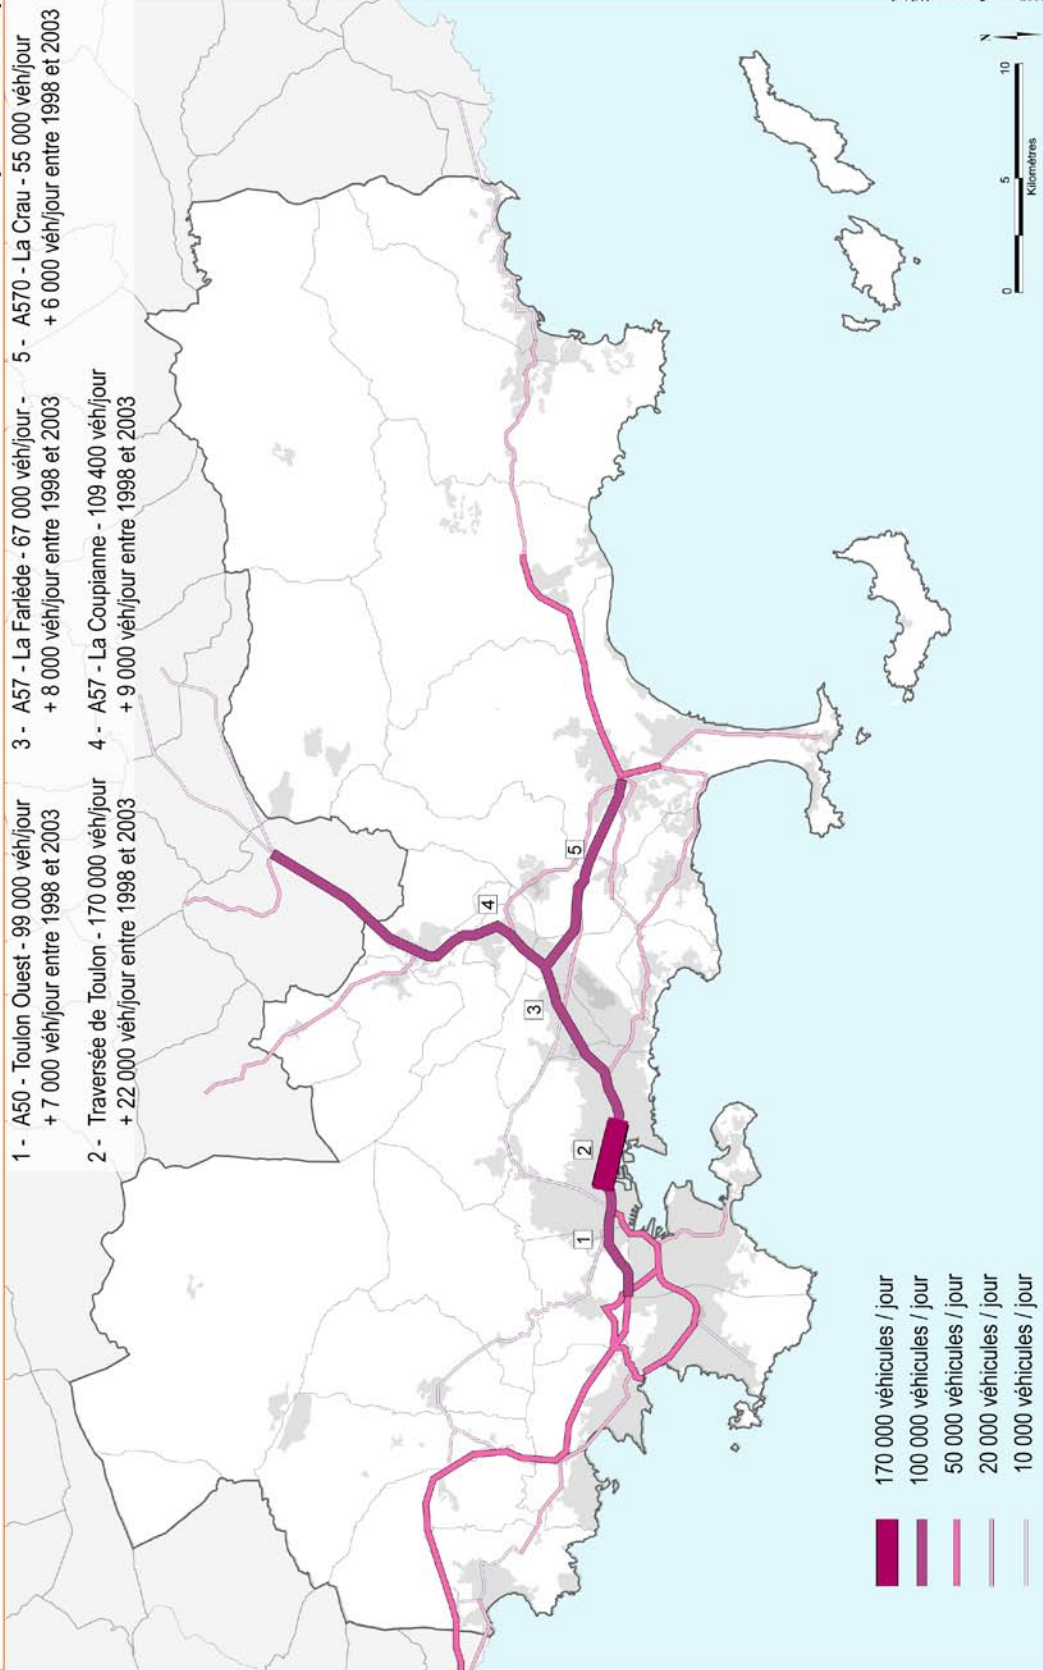 1 - A50 - Toulon Ouest - 99 000 véh/jour
+ 7 000 véh/jour entre 1998 et 2003
2 - Traversée de Toulon - 170 000 véh/jour
+ 22 000 véh/jour entre 1998 et 2003
3 - A57 - La Farlède - 67 000 véh/jour -
+ 8 000 véh/jour entre 1998 et 2003
4 - A57 - La Coupianne - 109 400 véh/jour
+ 9 000 véh/jour entre 1998 et 2003
5 - A570 - La Crau - 55 000 véh/jour
+ 6 000 véh/jour entre 1998 et 2003
1
2
3
4
5
170 000 véhicules / jour
100 000 véhicules / jour
50 000 véhicules / jour
20 000 véhicules / jour
10 000 véhicules / jour
N
0 5 10
Kilomètres